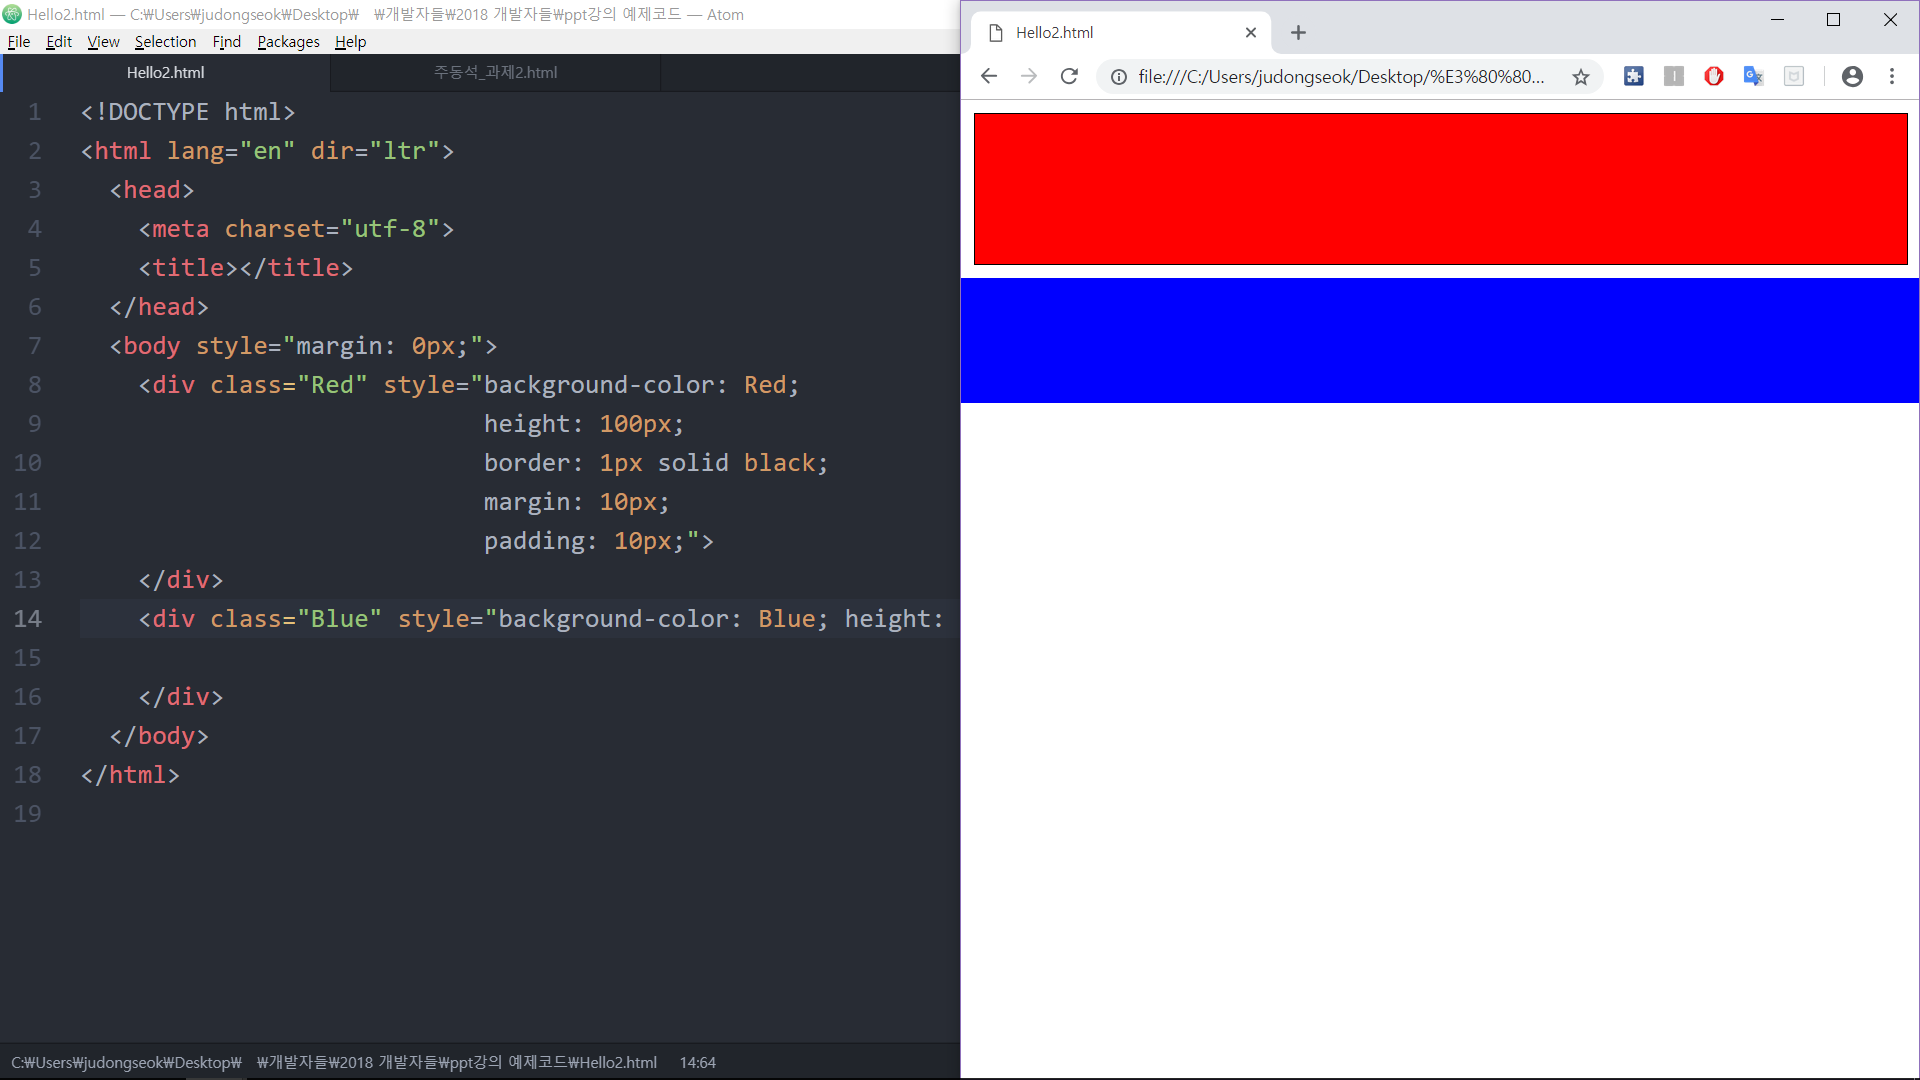 Hello2.html — C:₩Users₩judongseok₩Desktop₩　₩개발자들₩2018 개발자들₩ppt강의 예제코드 — Atom
File Edit View Selection Find Packages Help
Hello2.html 주동석_과제2.html
1 <!DOCTYPE html>
2 <html lang="en" dir="ltr">
3   <head>
4     <meta charset="utf-8">
5     <title></title>
6   </head>
7   <body style="margin: 0px;">
8     <div class="Red" style="background-color: Red;
9                             height: 100px;
10                             border: 1px solid black;
11                             margin: 10px;
12                             padding: 10px;">
13     </div>
14     <div class="Blue" style="background-color: Blue; height:
15
16     </div>
17   </body>
18 </html>
19
C:₩Users₩judongseok₩Desktop₩　₩개발자들₩2018 개발자들₩ppt강의 예제코드₩Hello2.html 14:64
Hello2.html
file:///C:/Users/judongseok/Desktop/%E3%80%80...